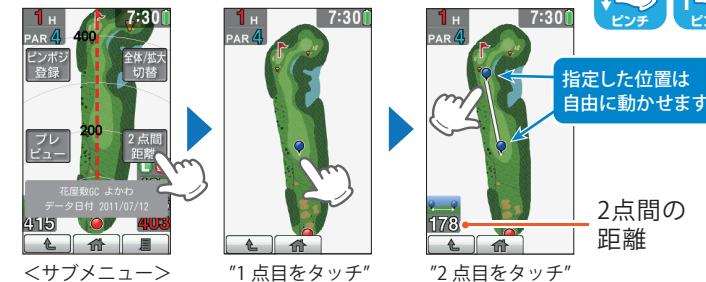 1 H
7:30
PAR 4
400
ピンポジ
登録
全体/拡大
切替
200
プレ
ビュー
2点間
距離
花屋敷GC よかわ
データ日付 2011/07/12
415
403
<サブメニュー>
1 H
7:30
PAR 4
"1 点目をタッチ"
1 H
7:30
PAR 4
178
"2 点目をタッチ"
ピンチ
指定した位置は
自由に動かせます
2点間の
距離